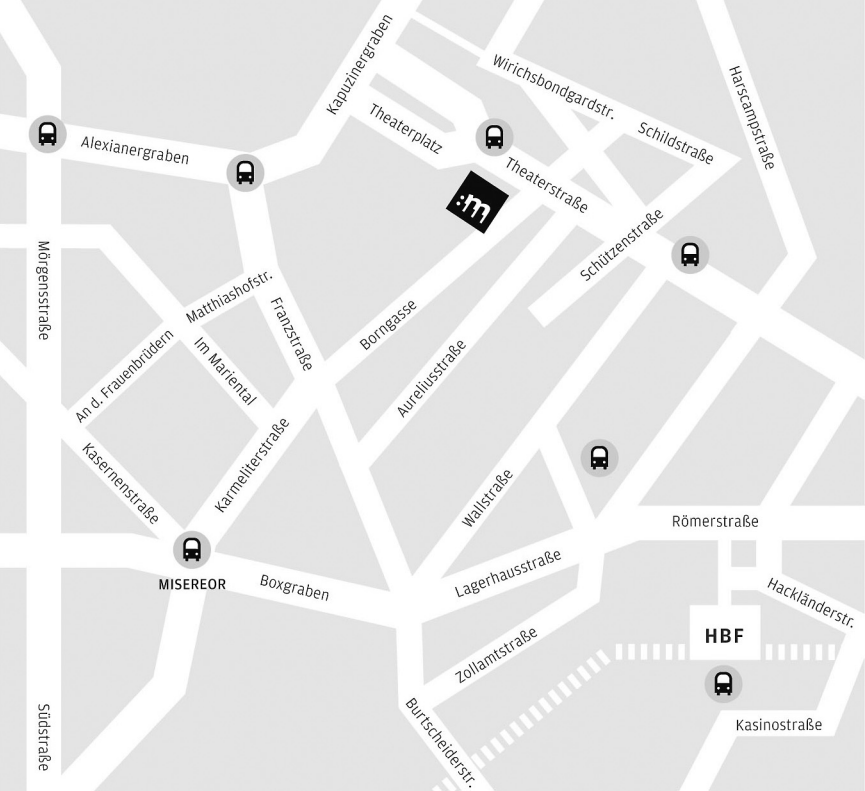 Kapuzinergraben
Wirichsbondgardstr.
Harscampstraße
Theaterplatz
Schildstraße
Alexianergraben
Theaterstraße
:m
Schützenstraße
Mörgensstraße
Matthiashofstr.
Franzstraße
Borngasse
An d. Frauenbrüdern
Im Mariental
Aureliusstraße
Karmeliterstraße
Kasernenstraße
Wallstraße
Römerstraße
MISEREOR
Boxgraben
Lagerhausstraße
Hackländerstr.
HBF
Zollamtstraße
Südstraße
Burtscheiderstr.
Kasinostraße